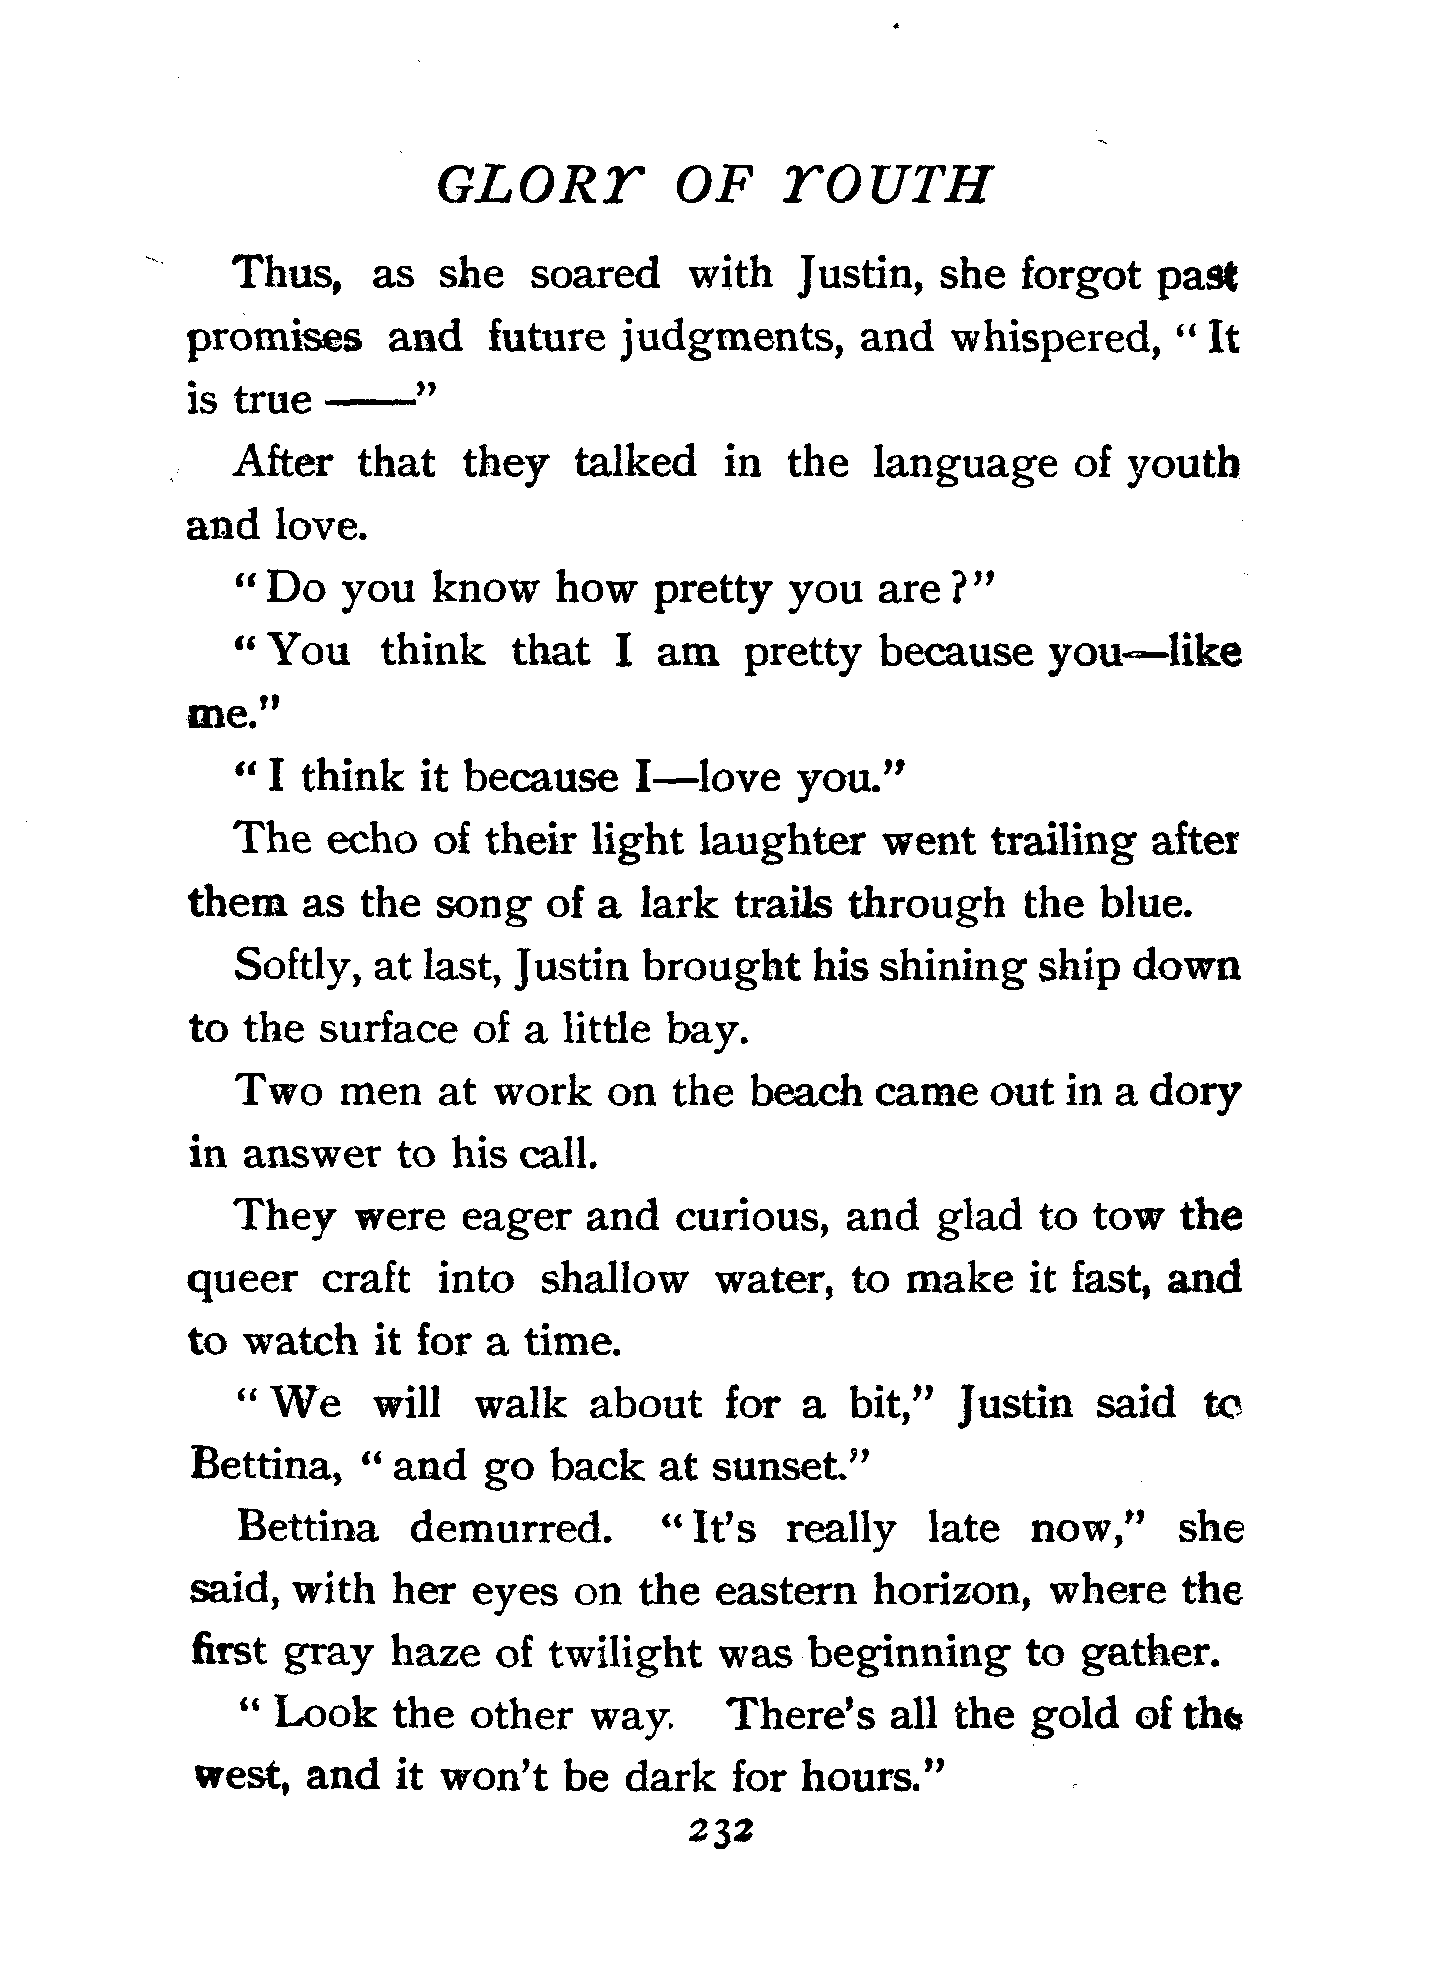 GLORY OF YOUTH
Thus, as she soared with Justin, she forgot past
promises and future judgments, and whispered, “ It
is true ——”
After that they talked in the language of youth
and love.
“ Do you know how pretty you are ?”
“ You think that I am pretty because you—like
me.”
“ I think it because I—love you.”
The echo of their light laughter went trailing after
them as the song of a lark trails through the blue.
Softly, at last, Justin brought his shining ship down
to the surface of a little bay.
Two men at work on the beach came out in a dory
in answer to his call.
They were eager and curious, and glad to tow the
queer craft into shallow water, to make it fast, and
to watch it for a time.
“ We will walk about for a bit,” Justin said to
Bettina, “ and go back at sunset.”
Bettina demurred. “ It’s really late now,” she
said, with her eyes on the eastern horizon, where the
first gray haze of twilight was beginning to gather.
“ Look the other way. There’s all the gold of the
west, and it won’t be dark for hours.”
232